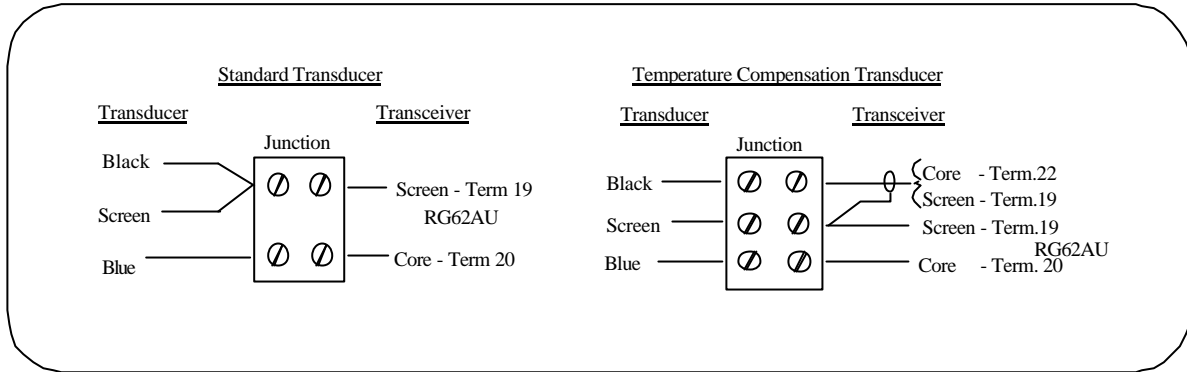 Standard Transducer
Transducer
Transceiver
Junction
Black
Screen
Blue
Screen - Term 19
RG62AU
Core - Term 20
Temperature Compensation Transducer
Transducer
Transceiver
Junction
Black
Screen
Blue
Core - Term.22
Screen - Term.19
Screen - Term.19
RG62AU
Core - Term. 20